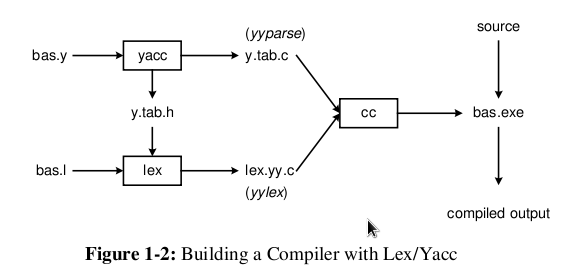 (yyparse)
source
bas.y
yacc
y.tab.c
y.tab.h
cc
bas.exe
bas.l
lex
lex.yy.c
(yylex)
compiled output
Figure 1-2: Building a Compiler with Lex/Yacc